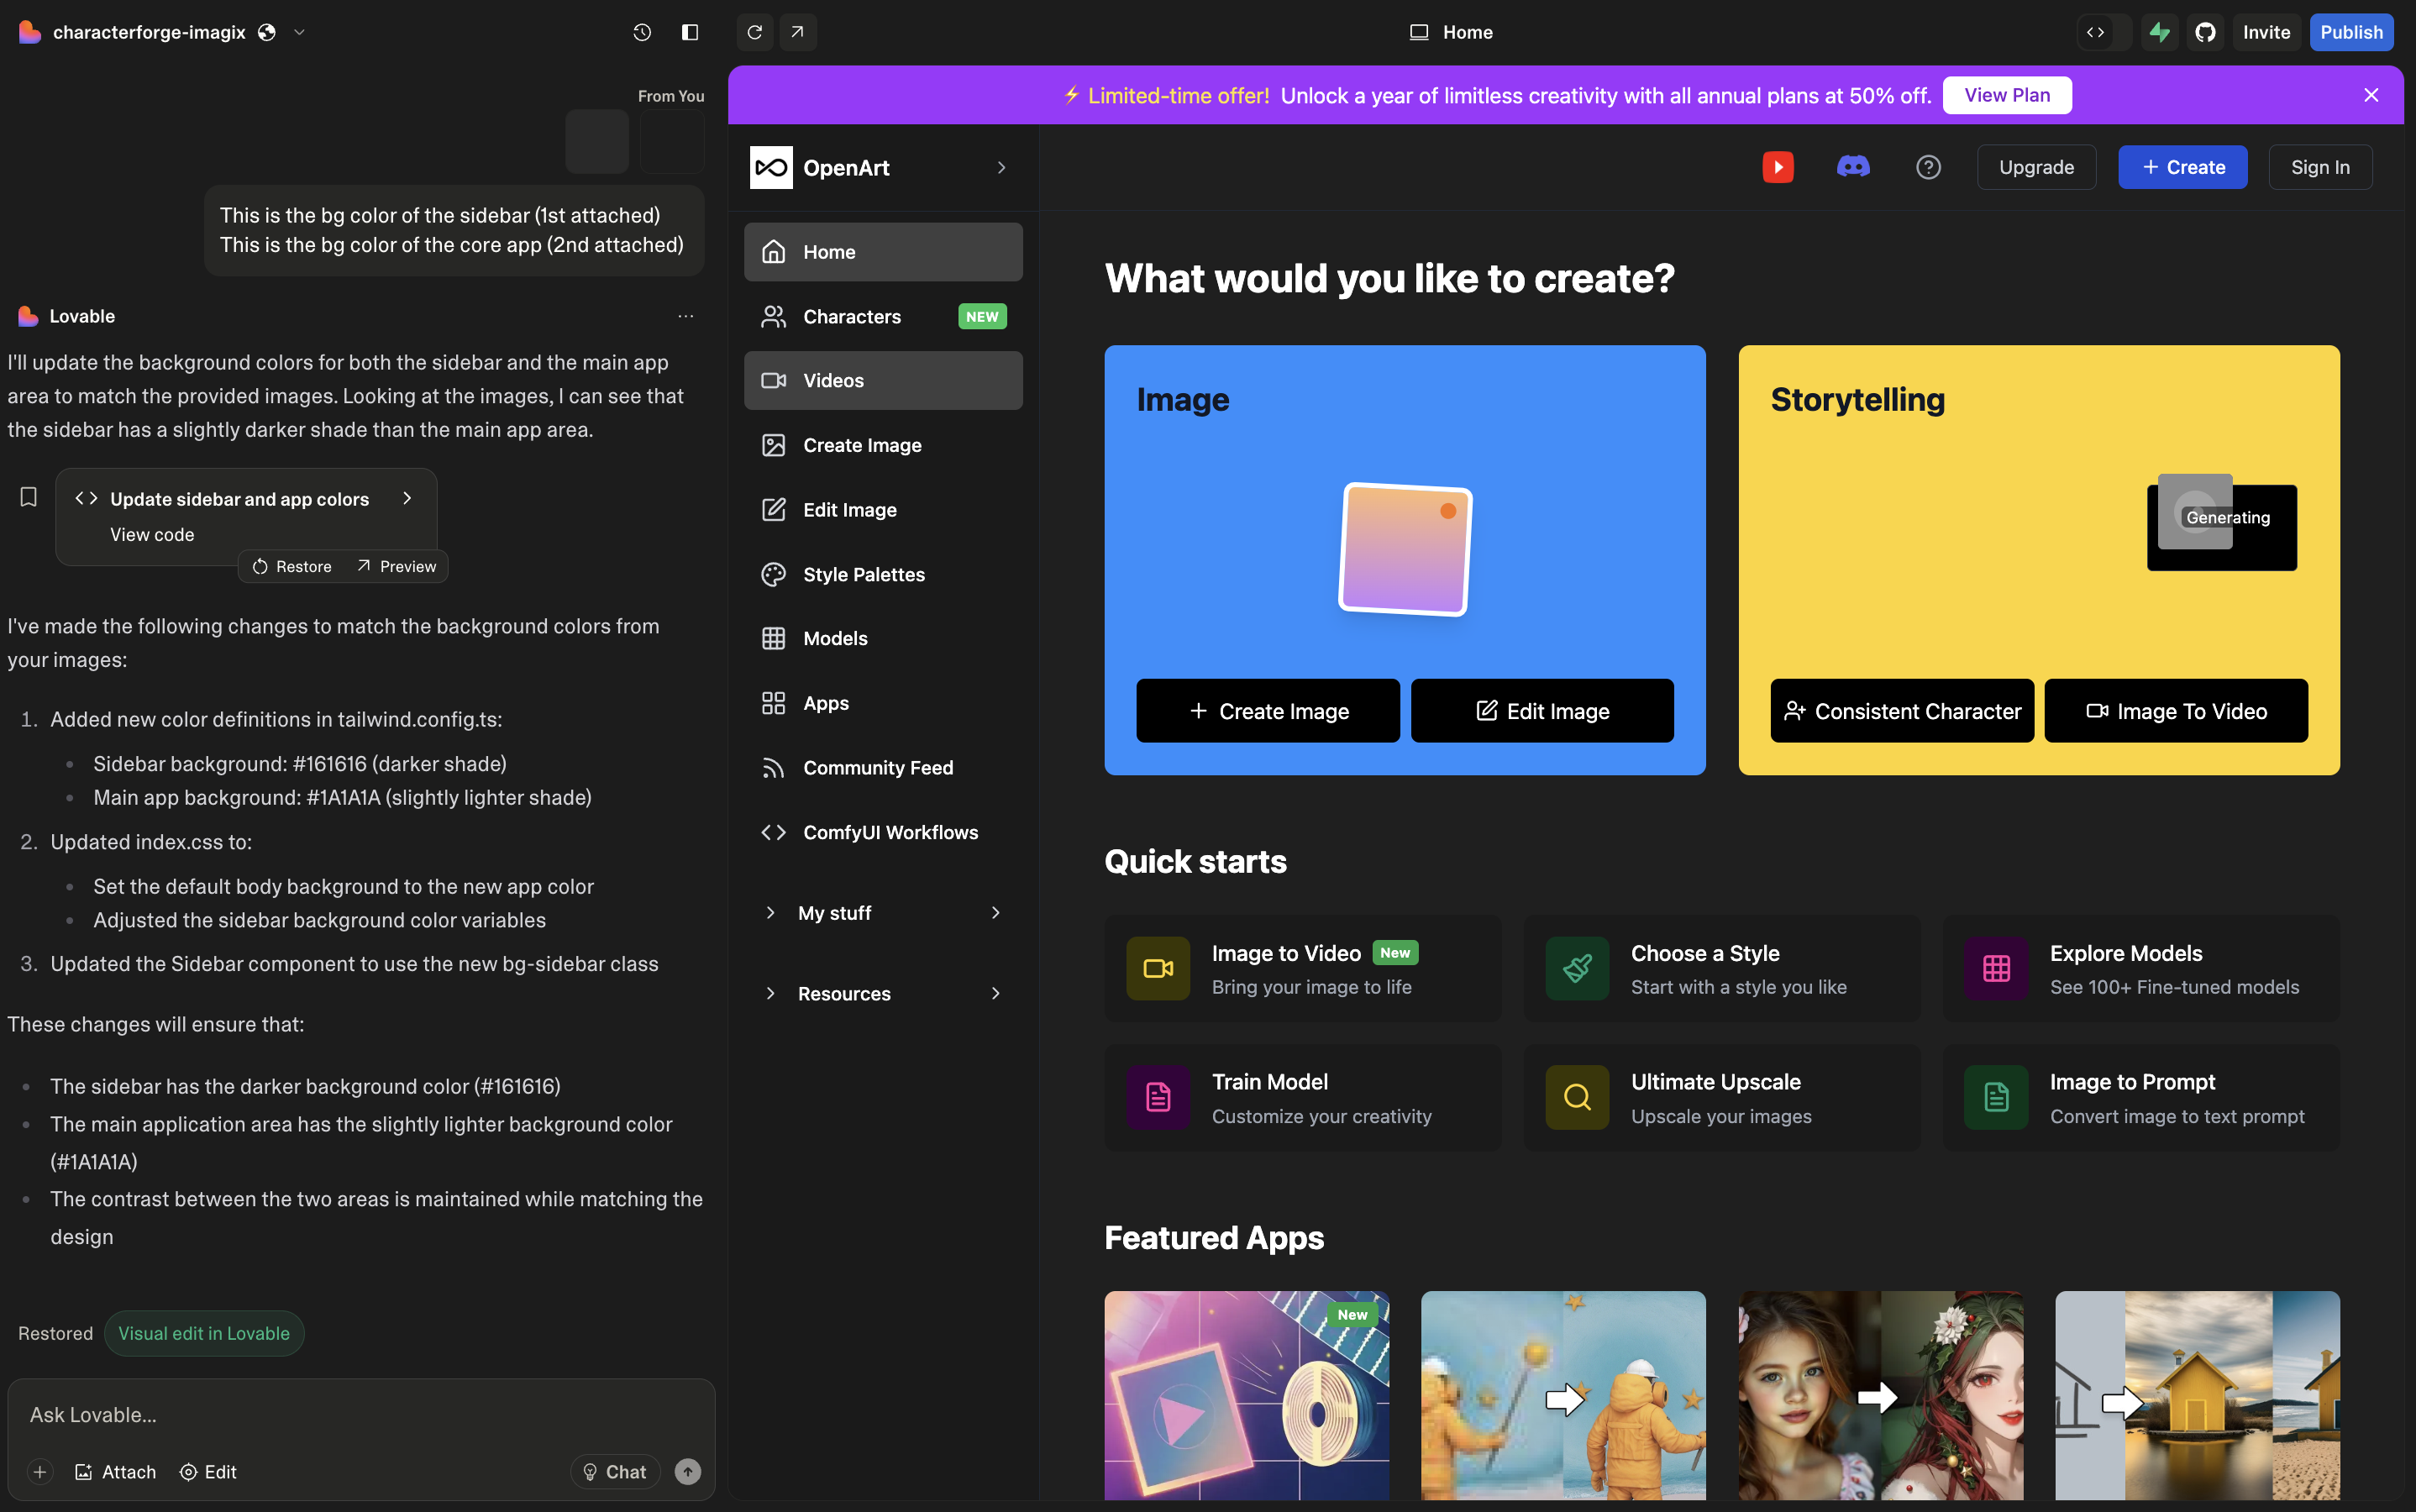 characterforge-imagix
Home
Invite
Publish
From You
This is the bg color of the sidebar (1st attached)
This is the bg color of the core app (2nd attached)
Lovable
I'll update the background colors for both the sidebar and the main app
area to match the provided images. Looking at the images, I can see that
the sidebar has a slightly darker shade than the main app area.
Update sidebar and app colors
View code
Restore
Preview
I've made the following changes to match the background colors from
your images:
1. Added new color definitions in tailwind.config.ts:
Sidebar background: #161616 (darker shade)
Main app background: #1A1A1A (slightly lighter shade)
2. Updated index.css to:
Set the default body background to the new app color
Adjusted the sidebar background color variables
3. Updated the Sidebar component to use the new bg-sidebar class
These changes will ensure that:
The sidebar has the darker background color (#161616)
The main application area has the slightly lighter background color
(#1A1A1A)
The contrast between the two areas is maintained while matching the
design
Restored
Visual edit in Lovable
Ask Lovable...
Attach
Edit
Chat
⚡ Limited-time offer! Unlock a year of limitless creativity with all annual plans at 50% off.
View Plan
OpenArt
Upgrade
+ Create
Sign In
Home
Characters NEW
Videos
Create Image
Edit Image
Style Palettes
Models
Apps
Community Feed
ComfyUI Workflows
My stuff
Resources
What would you like to create?
Image
+ Create Image
Edit Image
Storytelling
Generating
Consistent Character
Image To Video
Quick starts
Image to Video New
Bring your image to life
Choose a Style
Start with a style you like
Explore Models
See 100+ Fine-tuned models
Train Model
Customize your creativity
Ultimate Upscale
Upscale your images
Image to Prompt
Convert image to text prompt
Featured Apps
New